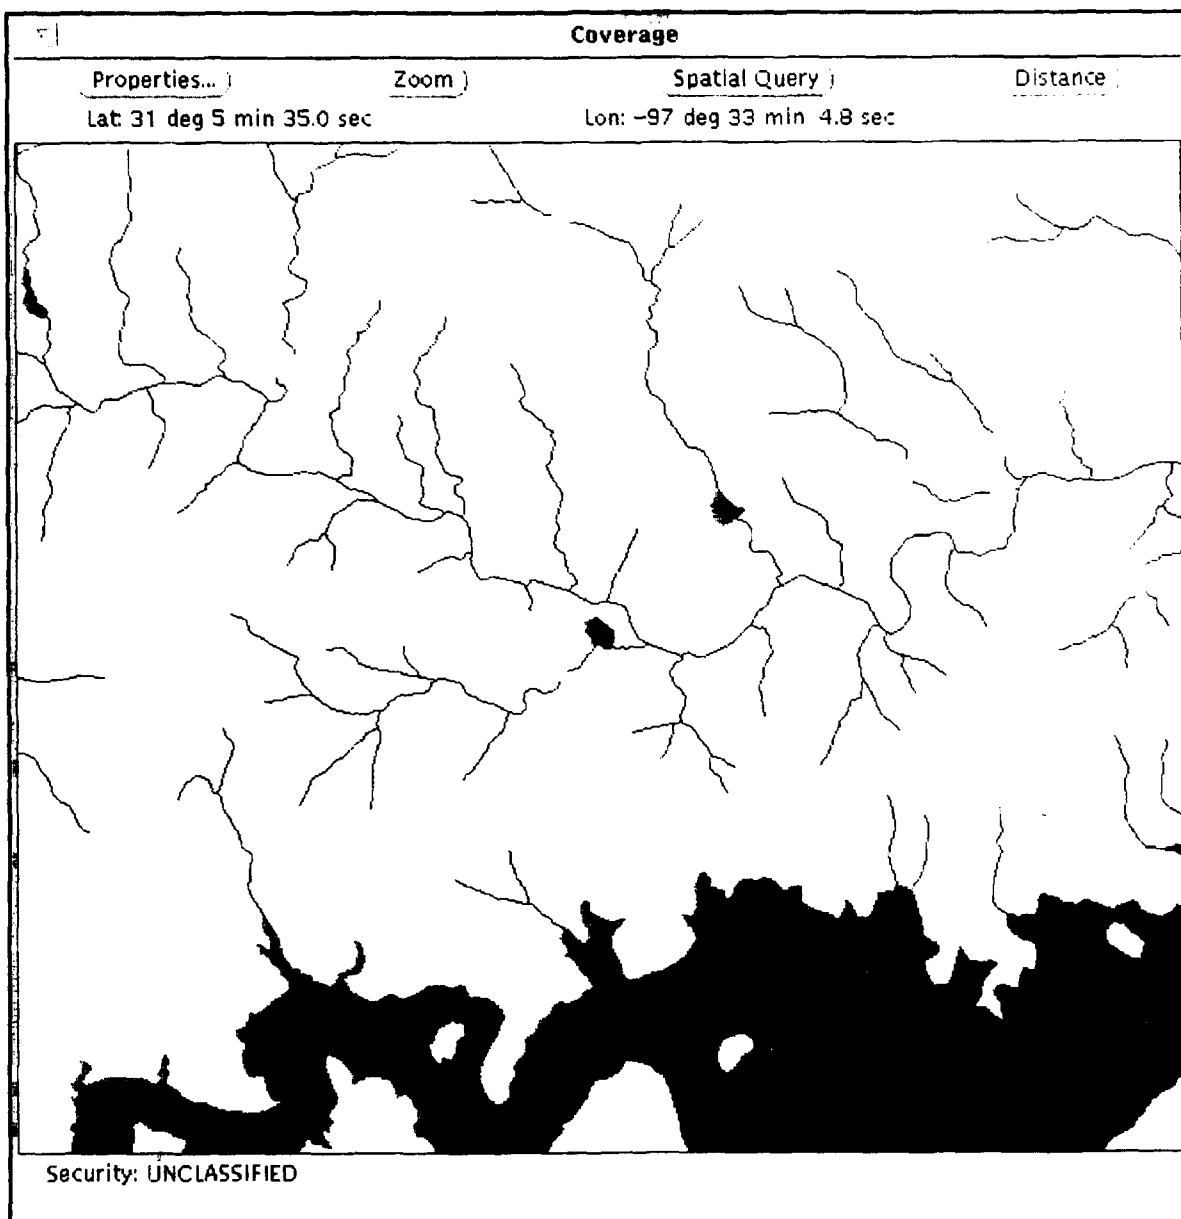 Coverage
Properties... Zoom Spatial Query Distance
Lat: 31 deg 5 min 35.0 sec Lon: -97 deg 33 min 4.8 sec
Security: UNCLASSIFIED